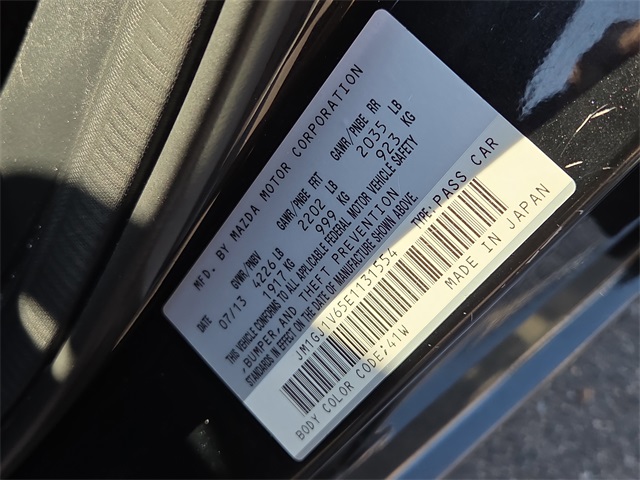 MFD. BY MAZDA MOTOR CORPORATION
DATE GVWR/PNBV GAWR/PNBE FRT GAWR/PNBE RR
07/13 4226 LB 2202 LB 2035 LB
1917 KG 999 KG 923 KG
THIS VEHICLE CONFORMS TO ALL APPLICABLE FEDERAL MOTOR VEHICLE SAFETY
,BUMPER,AND THEFT PREVENTION
STANDARDS IN EFFECT ON THE DATE OF MANUFACTURE SHOWN ABOVE.
JM1GJ1V65E1131554 TYPE: PASS CAR
BODY COLOR CODE:41W MADE IN JAPAN